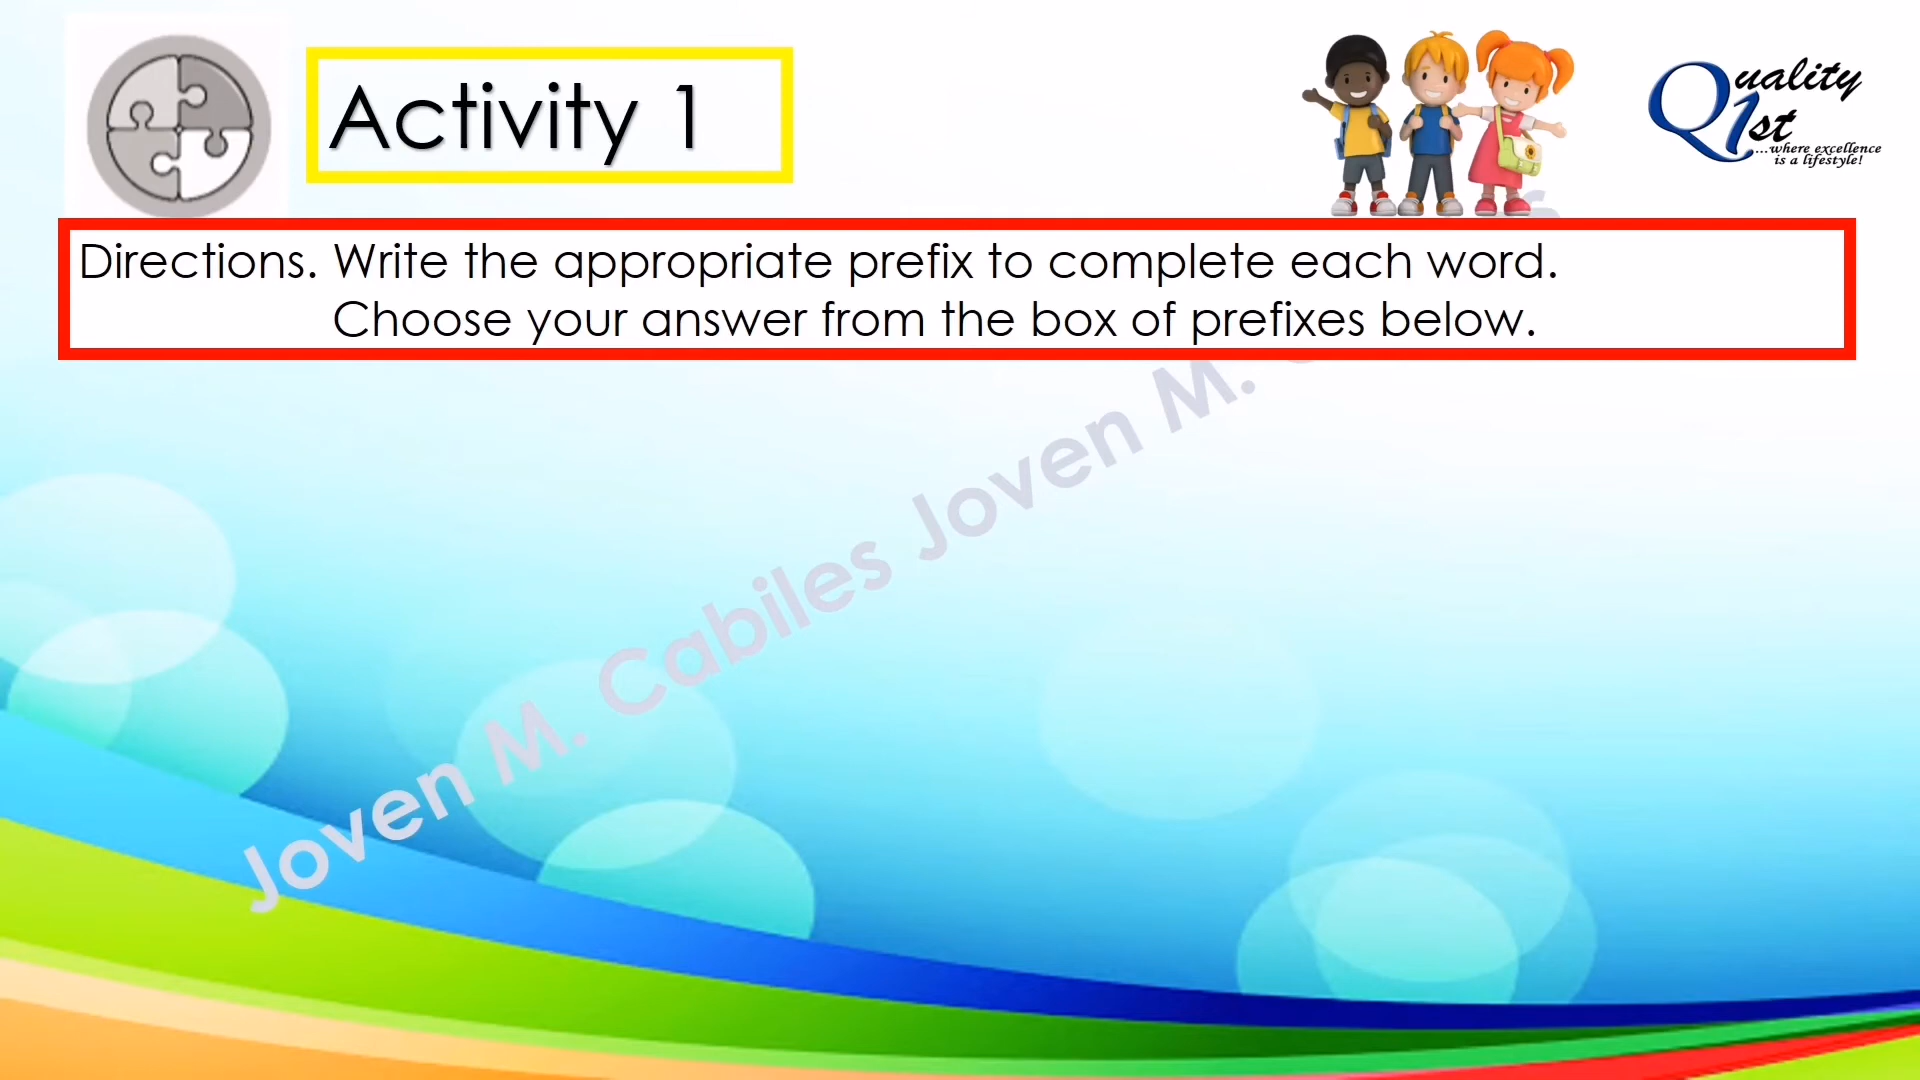 Activity 1
Quality
1st
...where excellence
is a lifestyle!
Directions. Write the appropriate prefix to complete each word.
Choose your answer from the box of prefixes below.
Joven M. Cabiles Joven M.